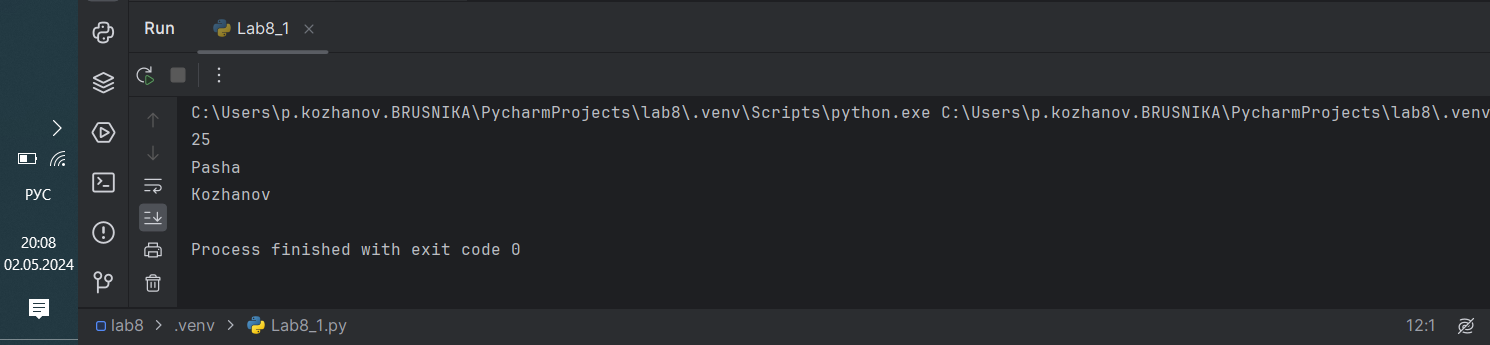 Run Lab8_1
C:\Users\p.kozhanov.BRUSNIKA\PycharmProjects\lab8\.venv\Scripts\python.exe C:\Users\p.kozhanov.BRUSNIKA\PycharmProjects\lab8\.venv
25
Pasha
Kozhanov
Process finished with exit code 0
РУС
20:08
02.05.2024
lab8 > .venv > Lab8_1.py 12:1